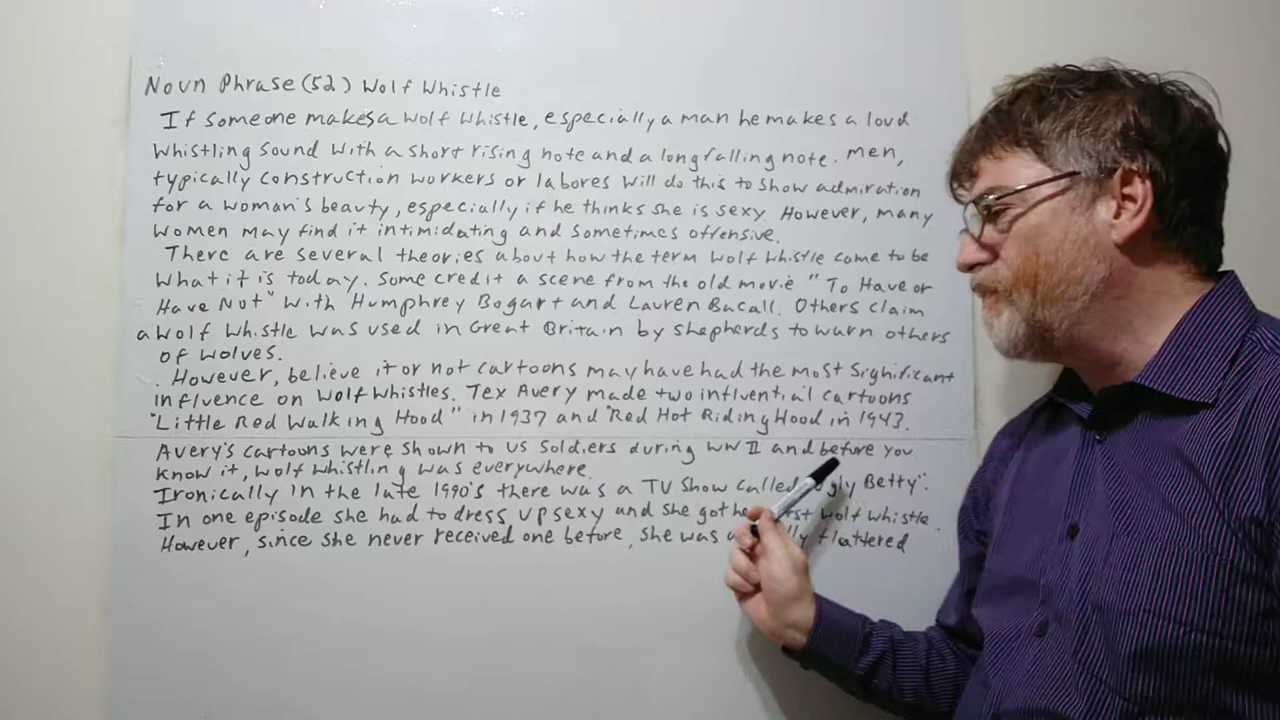 Noun Phrase (52) Wolf Whistle
If someone makes a wolf whistle, especially a man he makes a loud
whistling sound with a short rising note and a long falling note. Men,
typically construction workers or labores will do this to show admiration
for a woman's beauty, especially if he thinks she is sexy. However, many
women may find it intimidating and sometimes offensive.
There are several theories about how the term wolf whistle came to be
what it is today. Some credit a scene from the old movie "To Have or
Have Not" with Humphrey Bogart and Lauren Bacall. Others claim
a wolf whistle was used in Great Britain by shepherds to warn others
of wolves.
However, believe it or not cartoons may have had the most significant
influence on wolf whistles. Tex Avery made two influential cartoons
"Little Red Walking Hood" in 1937 and "Red Hot Riding Hood in 1943.
Avery's cartoons were shown to US soldiers during WW II and before you
know it, wolf whistling was everywhere.
Ironically in the late 1990's there was a TV show called Ugly Betty".
In one episode she had to dress up sexy and she got wolf whistle.
However, since she never received one before, she was flattered